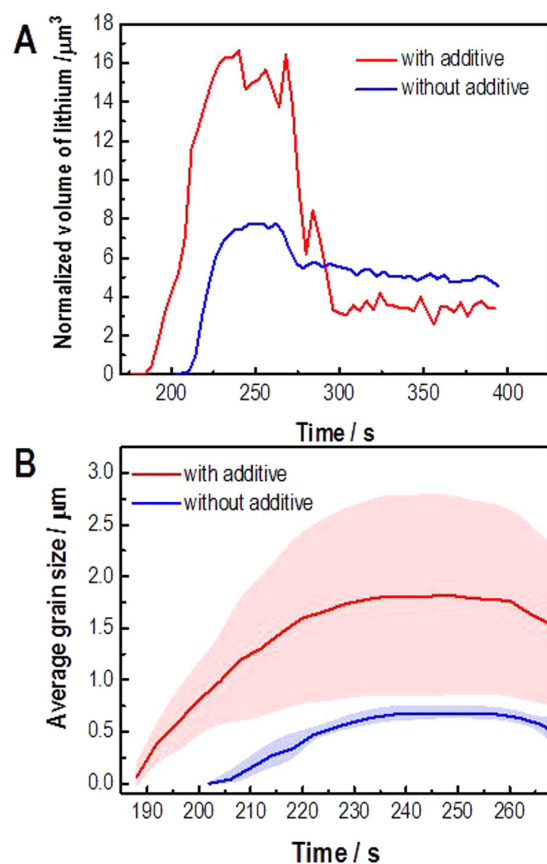 A
Normalized volume of lithium /μm³
18
16
14
12
10
8
6
4
2
0
with additive
without additive
200 250 300 350 400
Time / s
B
Average grain size / μm
3.0
2.5
2.0
1.5
1.0
0.5
0.0
with additive
without additive
190 200 210 220 230 240 250 260
Time / s